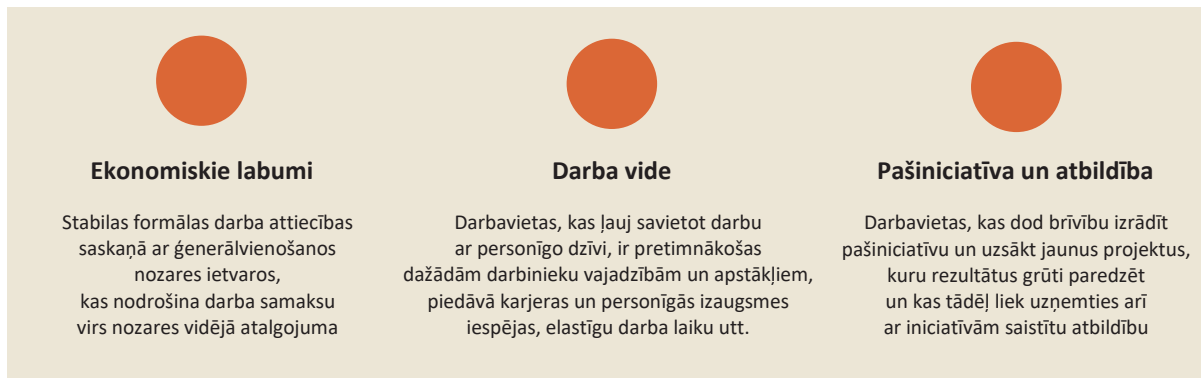 Ekonomiskie labumi
Stabilas formālas darba attiecības
saskaņā ar ģenerālvienošanos
nozares ietvaros,
kas nodrošina darba samaksu
virs nozares vidējā atalgojuma
Darba vide
Darbavietas, kas ļauj savietot darbu
ar personīgo dzīvi, ir pretimnākošas
dažādām darbinieku vajadzībām un apstākļiem,
piedāvā karjeras un personīgās izaugsmes
iespējas, elastīgu darba laiku utt.
Pašiniciatīva un atbildība
Darbavietas, kas dod brīvību izrādīt
pašiniciatīvu un uzsākt jaunus projektus,
kuru rezultātus grūti paredzēt
un kas tādēļ liek uzņemties arī
ar iniciatīvām saistītu atbildību